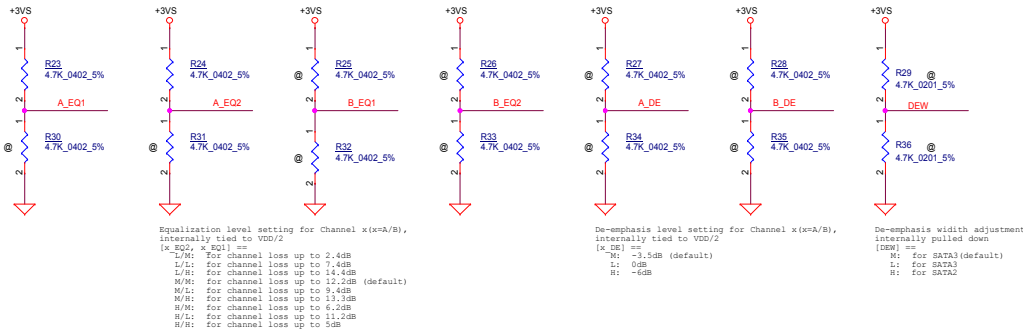 +3VS
1
R23
4.7K_0402_5%
2
A_EQ1
1
R30
@
4.7K_0402_5%
2
+3VS
1
R24
4.7K_0402_5%
2
A_EQ2
1
R31
@
4.7K_0402_5%
2
+3VS
1
R25
@
4.7K_0402_5%
2
B_EQ1
1
R32
@
4.7K_0402_5%
2
+3VS
1
R26
@
4.7K_0402_5%
2
B_EQ2
1
R33
4.7K_0402_5%
2
+3VS
1
R27
@
4.7K_0402_5%
2
A_DE
1
R34
@
4.7K_0402_5%
2
+3VS
1
R28
@
4.7K_0402_5%
2
B_DE
1
R35
@
4.7K_0402_5%
2
+3VS
1
R29 @
4.7K_0201_5%
2
DEW
1
R36 @
4.7K_0201_5%
2
Equalization level setting for Channel x(x=A/B),
internally tied to VDD/2
[x_EQ2, x_EQ1] ==
L/M: for channel loss up to 2.4dB
L/L: for channel loss up to 7.4dB
L/H: for channel loss up to 14.4dB
M/M: for channel loss up to 12.2dB (default)
M/L: for channel loss up to 9.4dB
M/H: for channel loss up to 13.3dB
H/M: for channel loss up to 6.2dB
H/L: for channel loss up to 11.2dB
H/H: for channel loss up to 5dB
De-emphasis level setting for Channel x(x=A/B),
internally tied to VDD/2
[x_DE] ==
M: -3.5dB (default)
L: 0dB
H: -6dB
De-emphasis widith adjustment
internally pulled down
[DEW] ==
M: for SATA3(default)
L: for SATA3
H: for SATA2